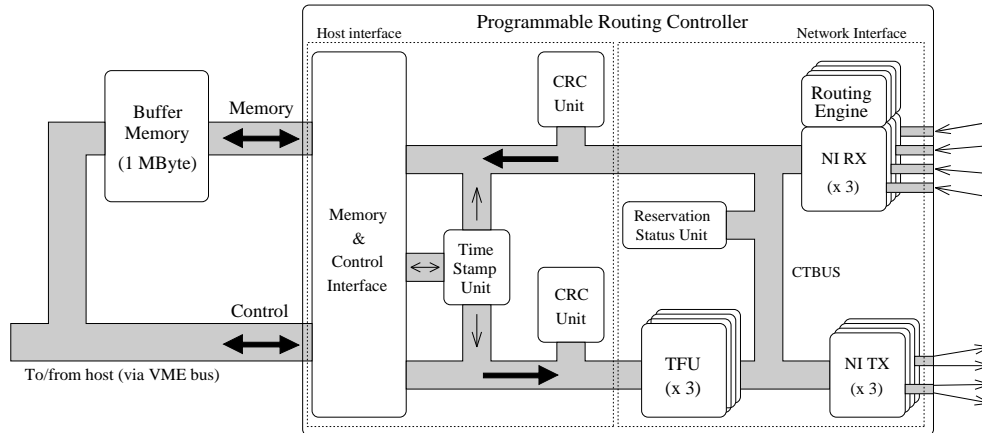 Programmable Routing Controller
Host interface
Network Interface
Buffer
Memory
(1 MByte)
Memory
CRC
Unit
Routing
Engine
NI RX
(x 3)
Memory
&
Control
Interface
Reservation
Status Unit
Time
Stamp
Unit
CTBUS
Control
CRC
Unit
TFU
(x 3)
NI TX
(x 3)
To/from host (via VME bus)